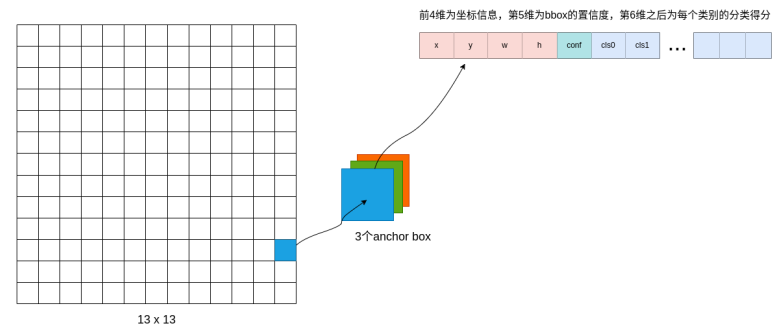 前4维为坐标信息，第5维为bbox的置信度，第6维之后为每个类别的分类得分
x y w h conf cls0 cls1 ...
3个anchor box
13 x 13